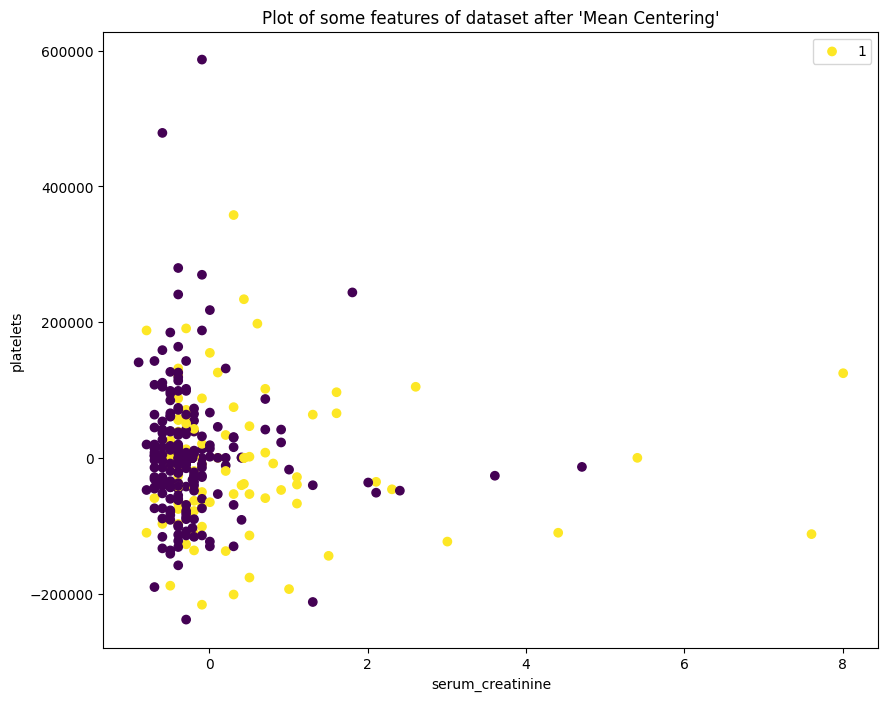 Plot of some features of dataset after 'Mean Centering'
1
600000
400000
200000
0
−200000
platelets
0 2 4 6 8
serum_creatinine